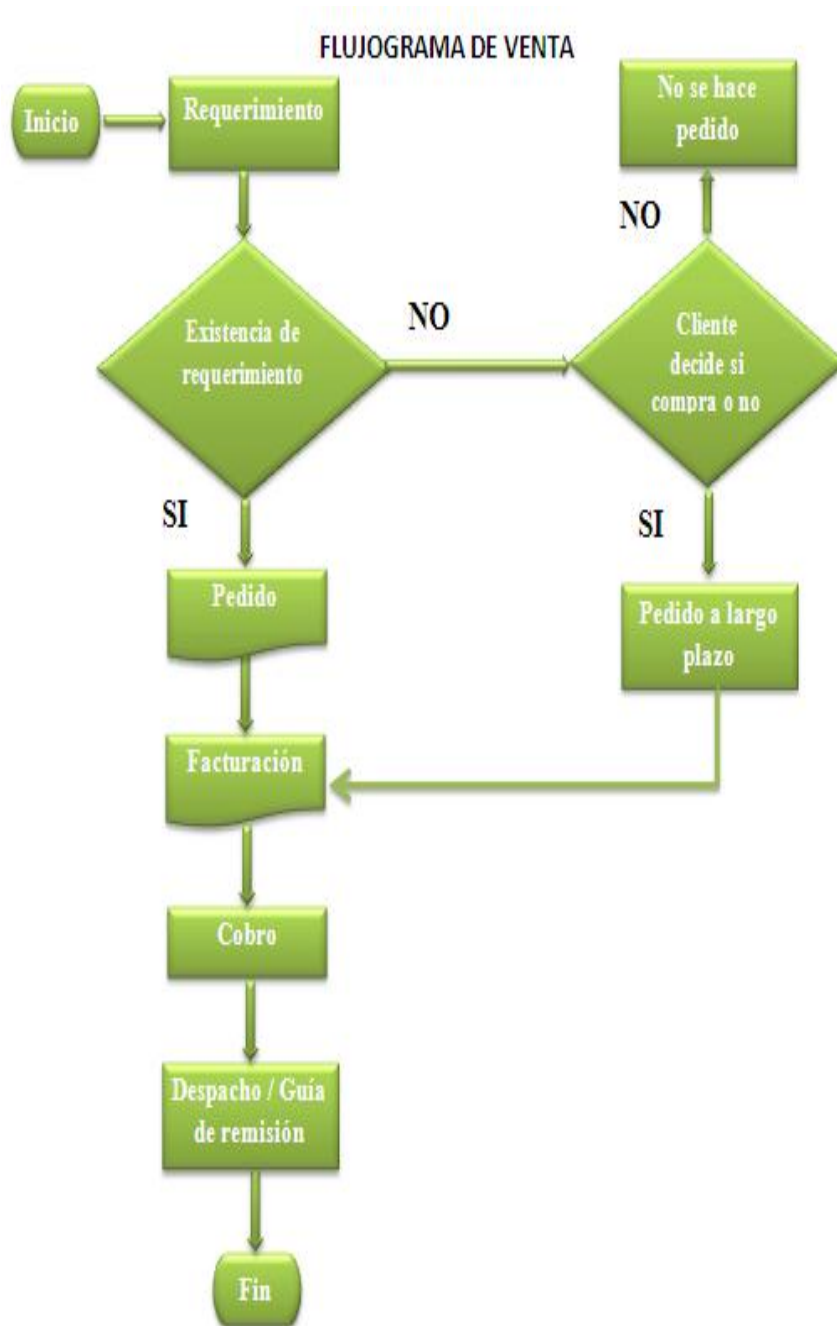 FLUJOGRAMA DE VENTA
Inicio
Requerimiento
No se hace
pedido
NO
Existencia de
requerimiento
NO
Cliente
decide si
compra o no
SI
SI
Pedido
Pedido a largo
plazo
Facturación
Cobro
Despacho / Guía
de remisión
Fin